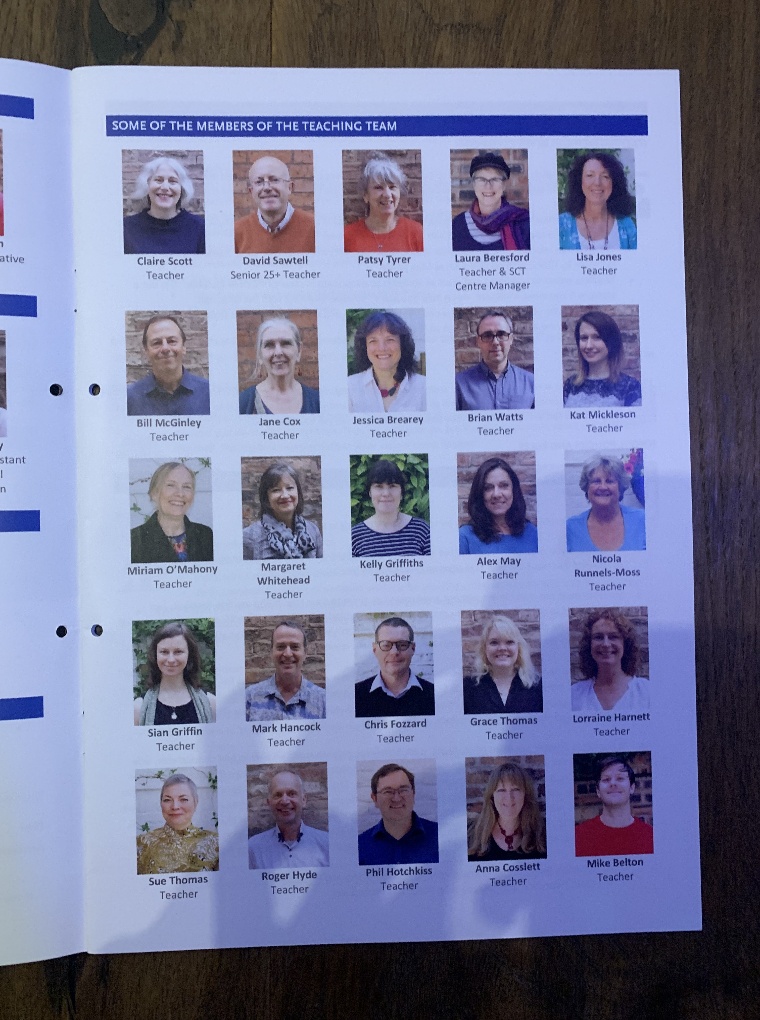 n
ative
y
stant
l
n
SOME OF THE MEMBERS OF THE TEACHING TEAM
Claire Scott
Teacher
David Sawtell
Senior 25+ Teacher
Patsy Tyrer
Teacher
Laura Beresford
Teacher & SCT
Centre Manager
Lisa Jones
Teacher
Bill McGinley
Teacher
Jane Cox
Teacher
Jessica Brearey
Teacher
Brian Watts
Teacher
Kat Mickleson
Teacher
Miriam O'Mahony
Teacher
Margaret
Whitehead
Teacher
Kelly Griffiths
Teacher
Alex May
Teacher
Nicola
Runnels-Moss
Teacher
Sian Griffin
Teacher
Mark Hancock
Teacher
Chris Fozzard
Teacher
Grace Thomas
Teacher
Lorraine Harnett
Teacher
Sue Thomas
Teacher
Roger Hyde
Teacher
Phil Hotchkiss
Teacher
Anna Cosslett
Teacher
Mike Belton
Teacher